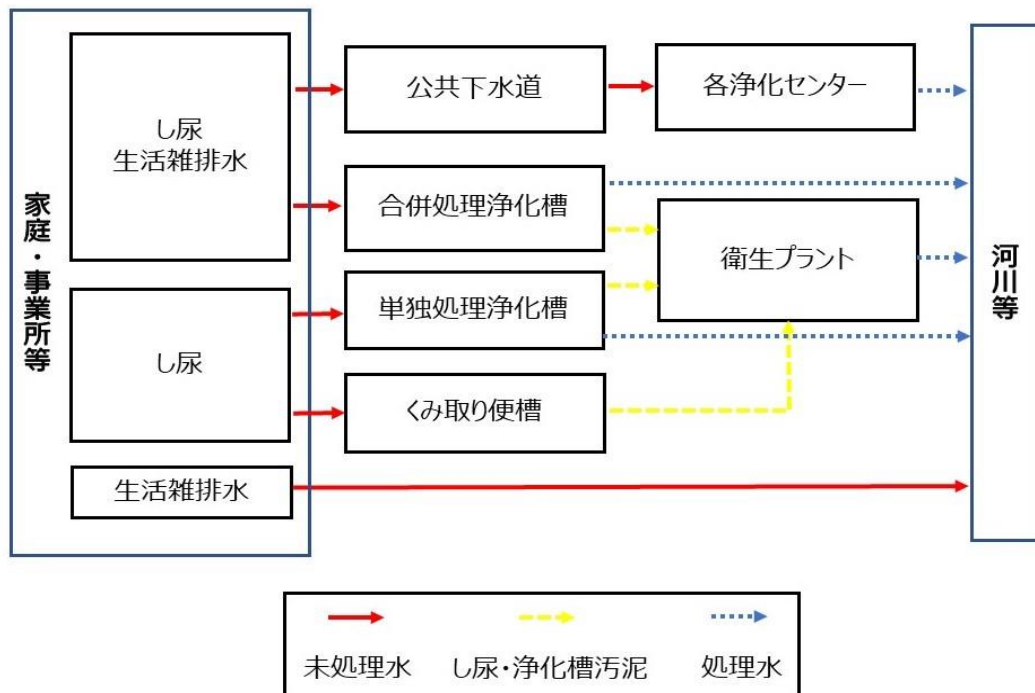 家庭・事業所等
し尿
生活雑排水
公共下水道
各浄化センター
合併処理浄化槽
衛生プラント
単独処理浄化槽
し尿
くみ取り便槽
生活雑排水
河川等
未処理水
し尿・浄化槽汚泥
処理水